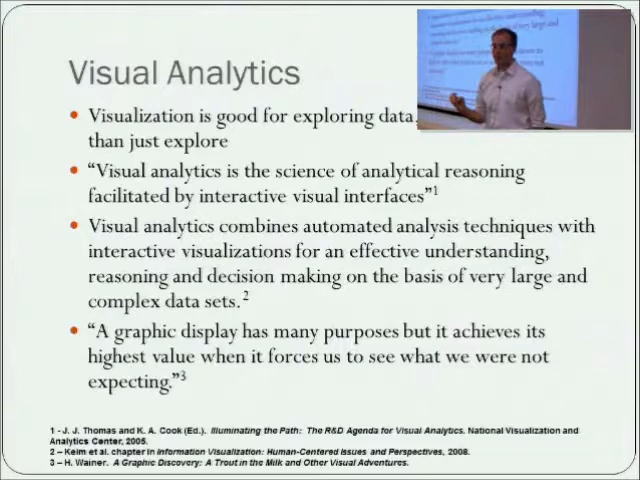 Visual Analytics
Visualization is good for exploring data,
than just explore
“Visual analytics is the science of analytical reasoning
facilitated by interactive visual interfaces”1
Visual analytics combines automated analysis techniques with
interactive visualizations for an effective understanding,
reasoning and decision making on the basis of very large and
complex data sets.2
“A graphic display has many purposes but it achieves its
highest value when it forces us to see what we were not
expecting.”3
1 - J. J. Thomas and K. A. Cook (Ed.). Illuminating the Path: The R&D Agenda for Visual Analytics. National Visualization and
Analytics Center, 2005.
2 – Keim et al. chapter in Information Visualization: Human-Centered Issues and Perspectives, 2008.
3 – H. Wainer. A Graphic Discovery: A Trout in the Milk and Other Visual Adventures.